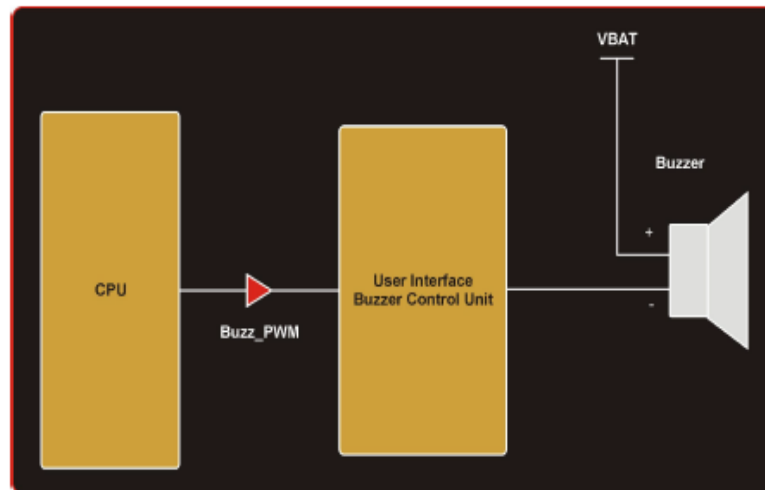 VBAT
Buzzer
+
CPU
User Interface
Buzzer Control Unit
-
Buzz_PWM